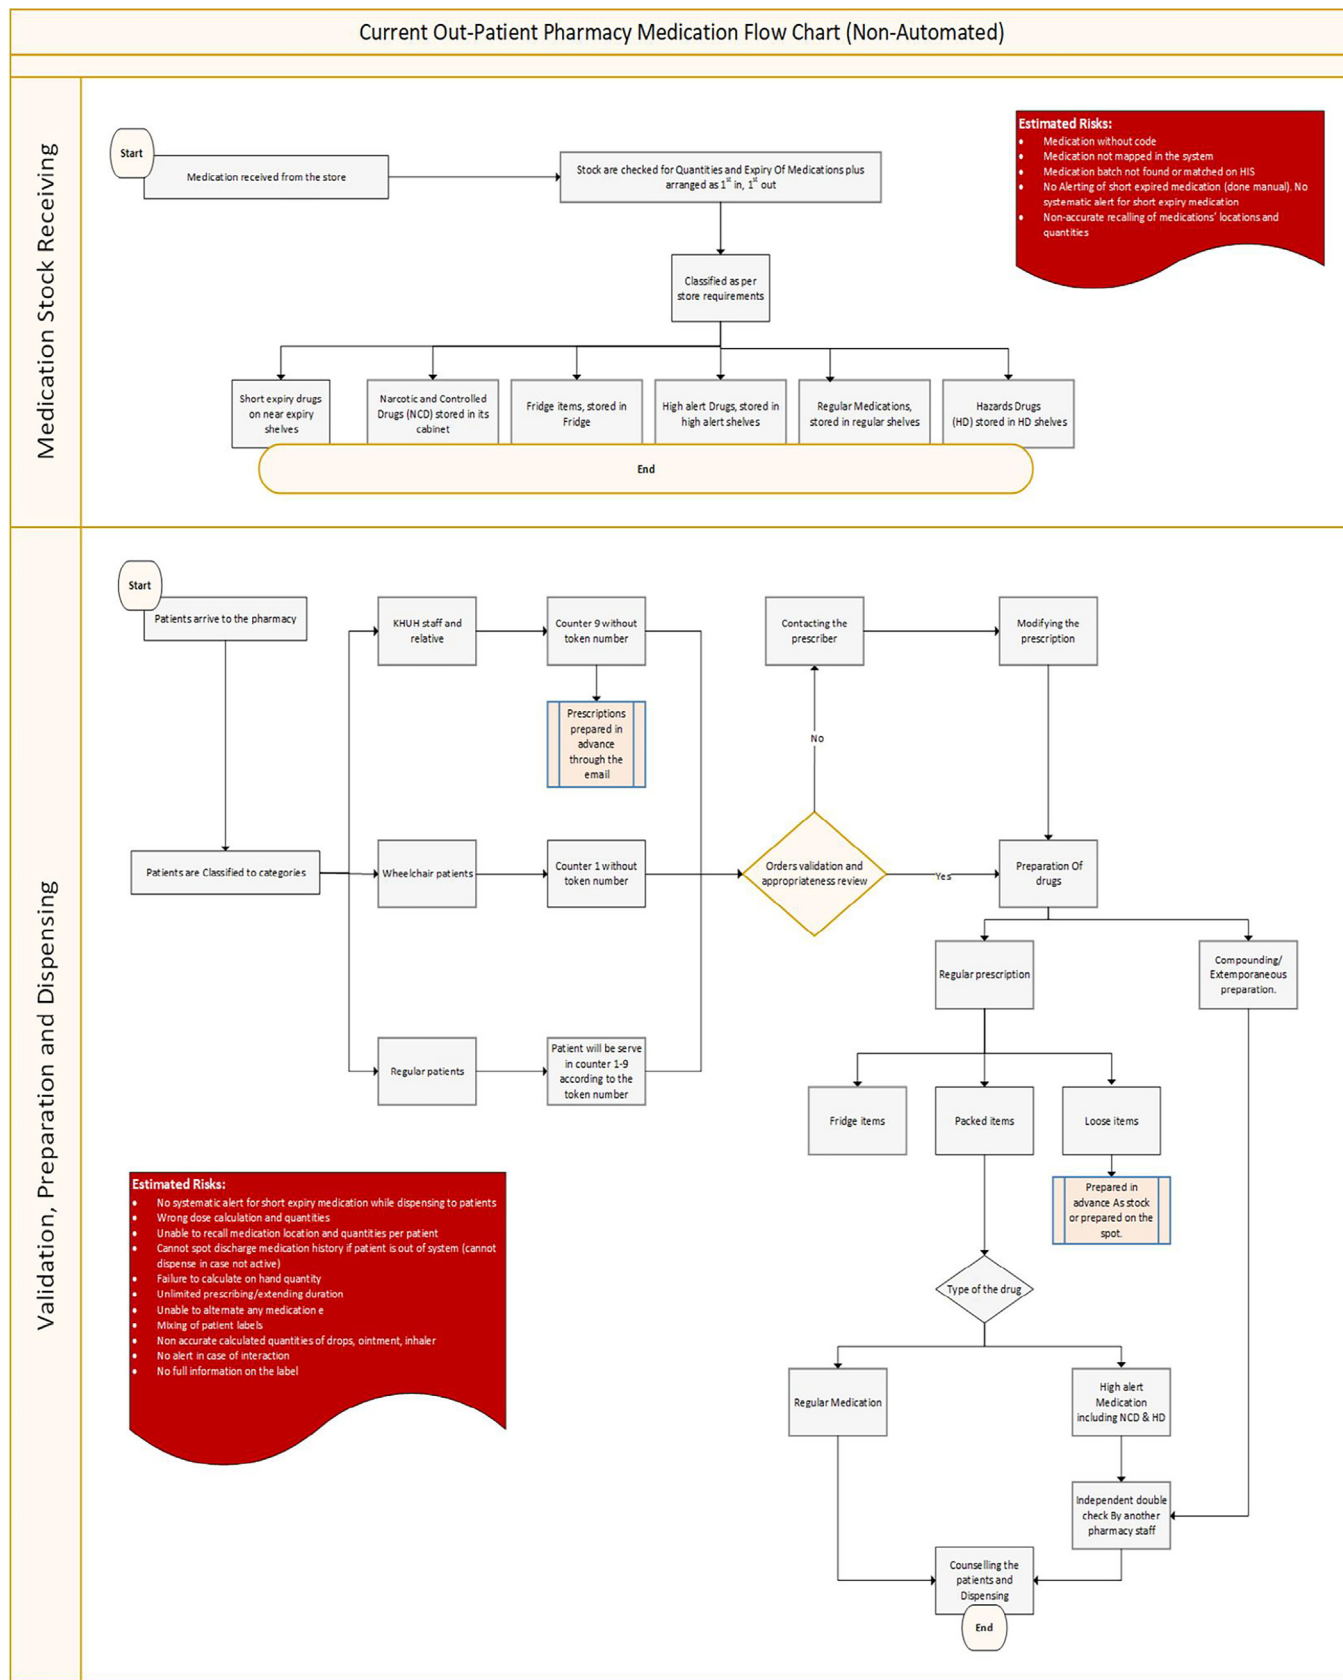 Current Out-Patient Pharmacy Medication Flow Chart (Non-Automated)
Medication Stock Receiving
Start
Medication received from the store
Stock are checked for Quantities and Expiry Of Medications plus
arranged as 1st in, 1st out
Estimated Risks:
• Medication without code
• Medication not mapped in the system
• Medication batch not found or matched on HIS
• No Alerting of short expired medication (done manual). No
systematic alert for short expiry medication
• Non-accurate recalling of medications' locations and
quantities
Classified as per
store requirements
Short expiry drugs
on near expiry
shelves
Narcotic and Controlled
Drugs (NCD) stored in its
cabinet
Fridge items, stored in
Fridge
High alert Drugs, stored in
high alert shelves
Regular Medications,
stored in regular shelves
Hazards Drugs
(HD) stored in HD shelves
End
Validation, Preparation and Dispensing
Start
Patients arrive to the pharmacy
Patients are Classified to categories
KHUH staff and
relative
Counter 9 without
token number
Prescriptions
prepared in
advance
through the
email
Wheelchair patients
Counter 1 without
token number
Regular patients
Patient will be serve
in counter 1-9
according to the
token number
Contacting the
prescriber
Modifying the
prescription
No
Orders validation and
appropriateness review
Yes
Preparation Of
drugs
Regular prescription
Compounding/
Extemporaneous
preparation.
Fridge items
Packed items
Loose items
Prepared in
advance As stock
or prepared on the
spot.
Type of the drug
Regular Medication
High alert
Medication
including NCD & HD
Independent double
check By another
pharmacy staff
Counselling the
patients and
Dispensing
End
Estimated Risks:
• No systematic alert for short expiry medication while dispensing to patients
• Wrong dose calculation and quantities
• Unable to recall medication location and quantities per patient
• Cannot spot discharge medication history if patient is out of system (cannot
dispense in case not active)
• Failure to calculate on hand quantity
• Unlimited prescribing/extending duration
• Unable to alternate any medication e
• Mixing of patient labels
• Non accurate calculated quantities of drops, ointment, inhaler
• No alert in case of interaction
• No full information on the label